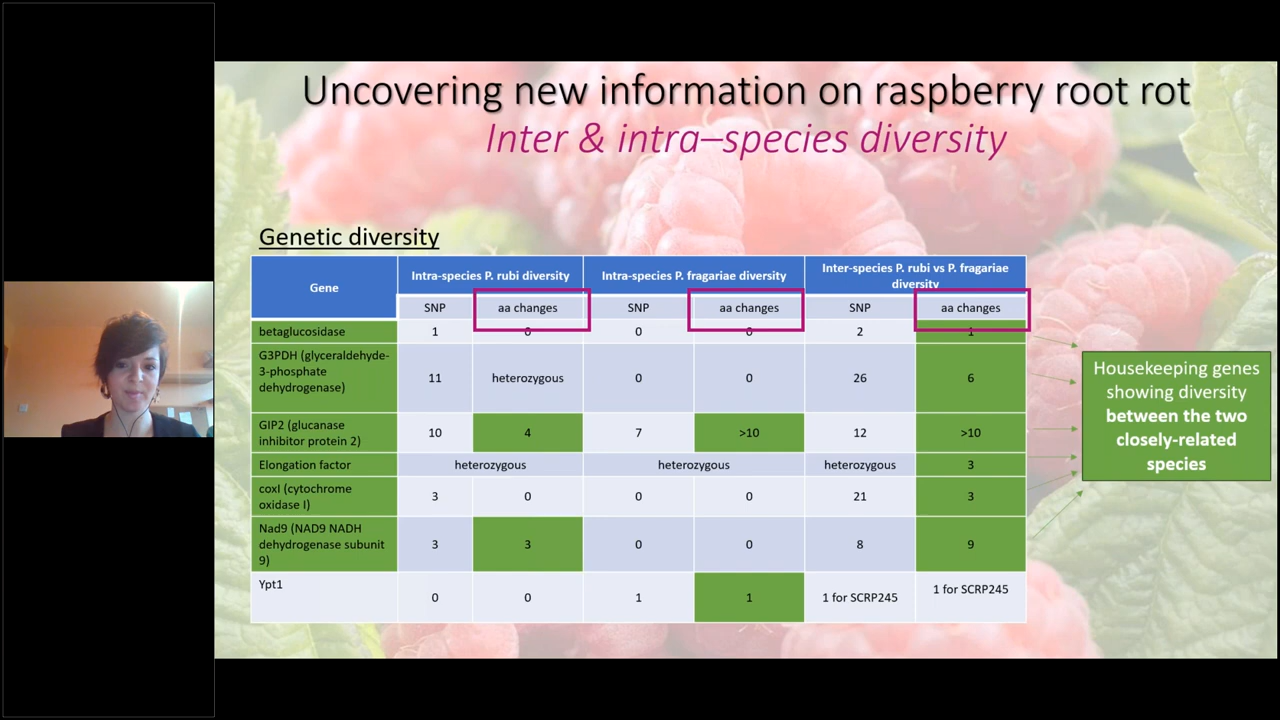 Uncovering new information on raspberry root rot
Inter & intra–species diversity
Genetic diversity
Gene
Intra-species P. rubi diversity
Intra-species P. fragariae diversity
Inter-species P. rubi vs P. fragariae
diversity
SNP
aa changes
SNP
aa changes
SNP
aa changes
betaglucosidase
1
0
0
0
2
1
G3PDH (glyceraldehyde-
3-phosphate
dehydrogenase)
11
heterozygous
0
0
26
6
GIP2 (glucanase
inhibitor protein 2)
10
4
7
>10
12
>10
Elongation factor
heterozygous
heterozygous
heterozygous
3
coxI (cytochrome
oxidase I)
3
0
0
0
21
3
Nad9 (NAD9 NADH
dehydrogenase subunit
9)
3
3
0
0
8
9
Ypt1
0
0
1
1
1 for SCRP245
1 for SCRP245
Housekeeping genes
showing diversity
between the two
closely-related
species